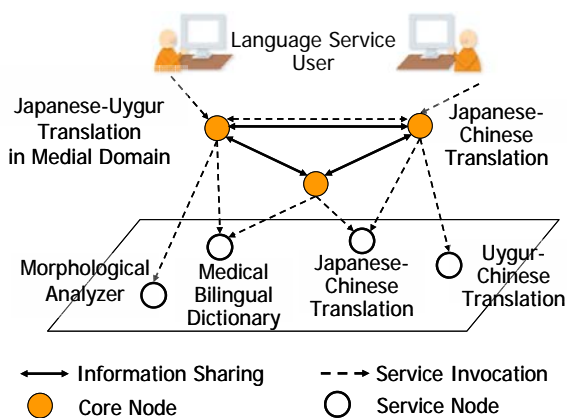 Language Service
User
Japanese-Uygur
Translation
in Medial Domain
Japanese-
Chinese
Translation
Morphological
Analyzer
Medical
Bilingual
Dictionary
Japanese-
Chinese
Translation
Uygur-
Chinese
Translation
Information Sharing
Service Invocation
Core Node
Service Node